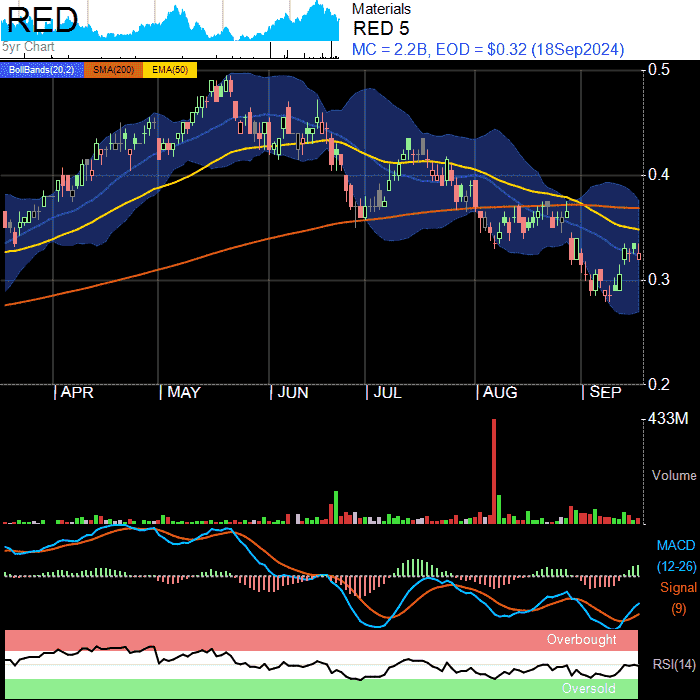 RED
5yr Chart
Materials
RED 5
MC = 2.2B, EOD = $0.32 (18Sep2024)
BollBands(20,2) SMA(200) EMA(50)
0.5
0.4
0.3
0.2
APR MAY JUN JUL AUG SEP
433M
Volume
MACD
(12-26)
Signal
(9)
Overbought
RSI(14)
Oversold